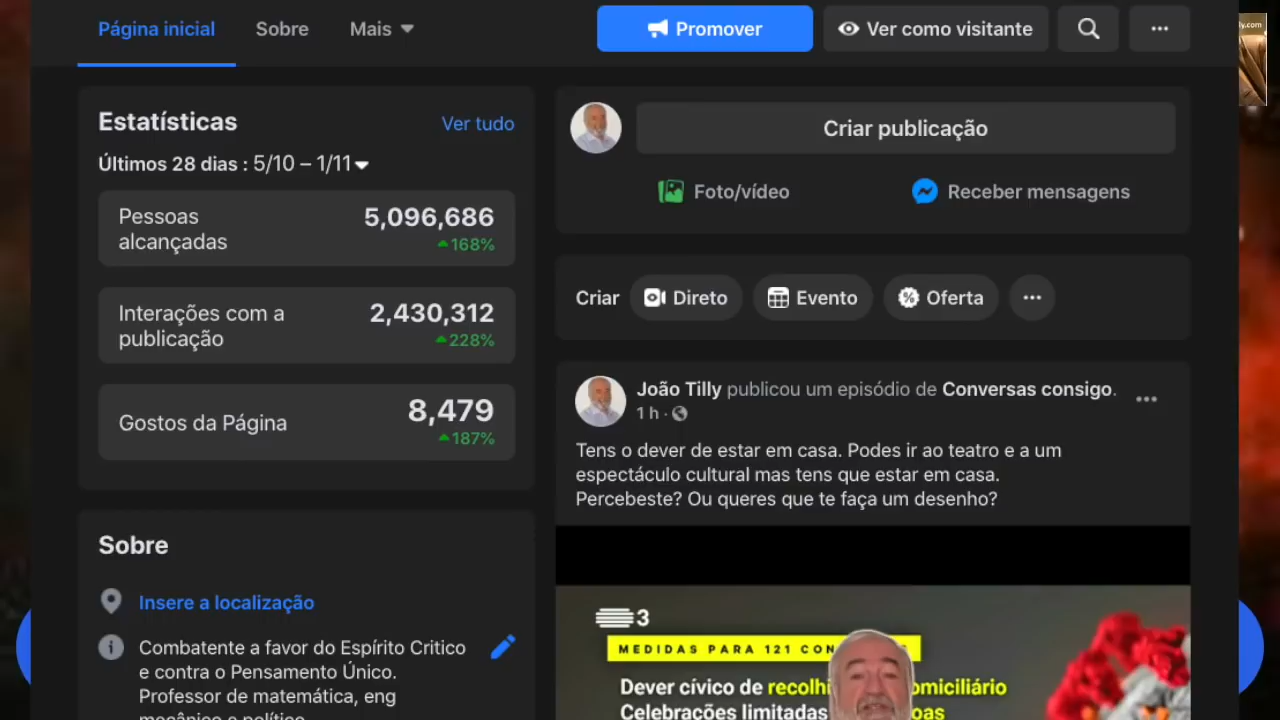 Página inicial
Sobre
Mais
Promover
Ver como visitante
ly.com
Estatísticas
Ver tudo
Últimos 28 dias : 5/10 – 1/11
Pessoas
alcançadas
5,096,686
168%
Interações com a
publicação
2,430,312
228%
Gostos da Página
8,479
187%
Sobre
Insere a localização
Combatente a favor do Espírito Critico
e contra o Pensamento Único.
Professor de matemática, eng
mecânico e político
Criar publicação
Foto/vídeo
Receber mensagens
Criar
Direto
Evento
Oferta
João Tilly publicou um episódio de Conversas consigo.
1 h
Tens o dever de estar em casa. Podes ir ao teatro e a um
espectáculo cultural mas tens que estar em casa.
Percebeste? Ou queres que te faça um desenho?
3
MEDIDAS PARA 121
Dever cívico de
Celebrações limitadas